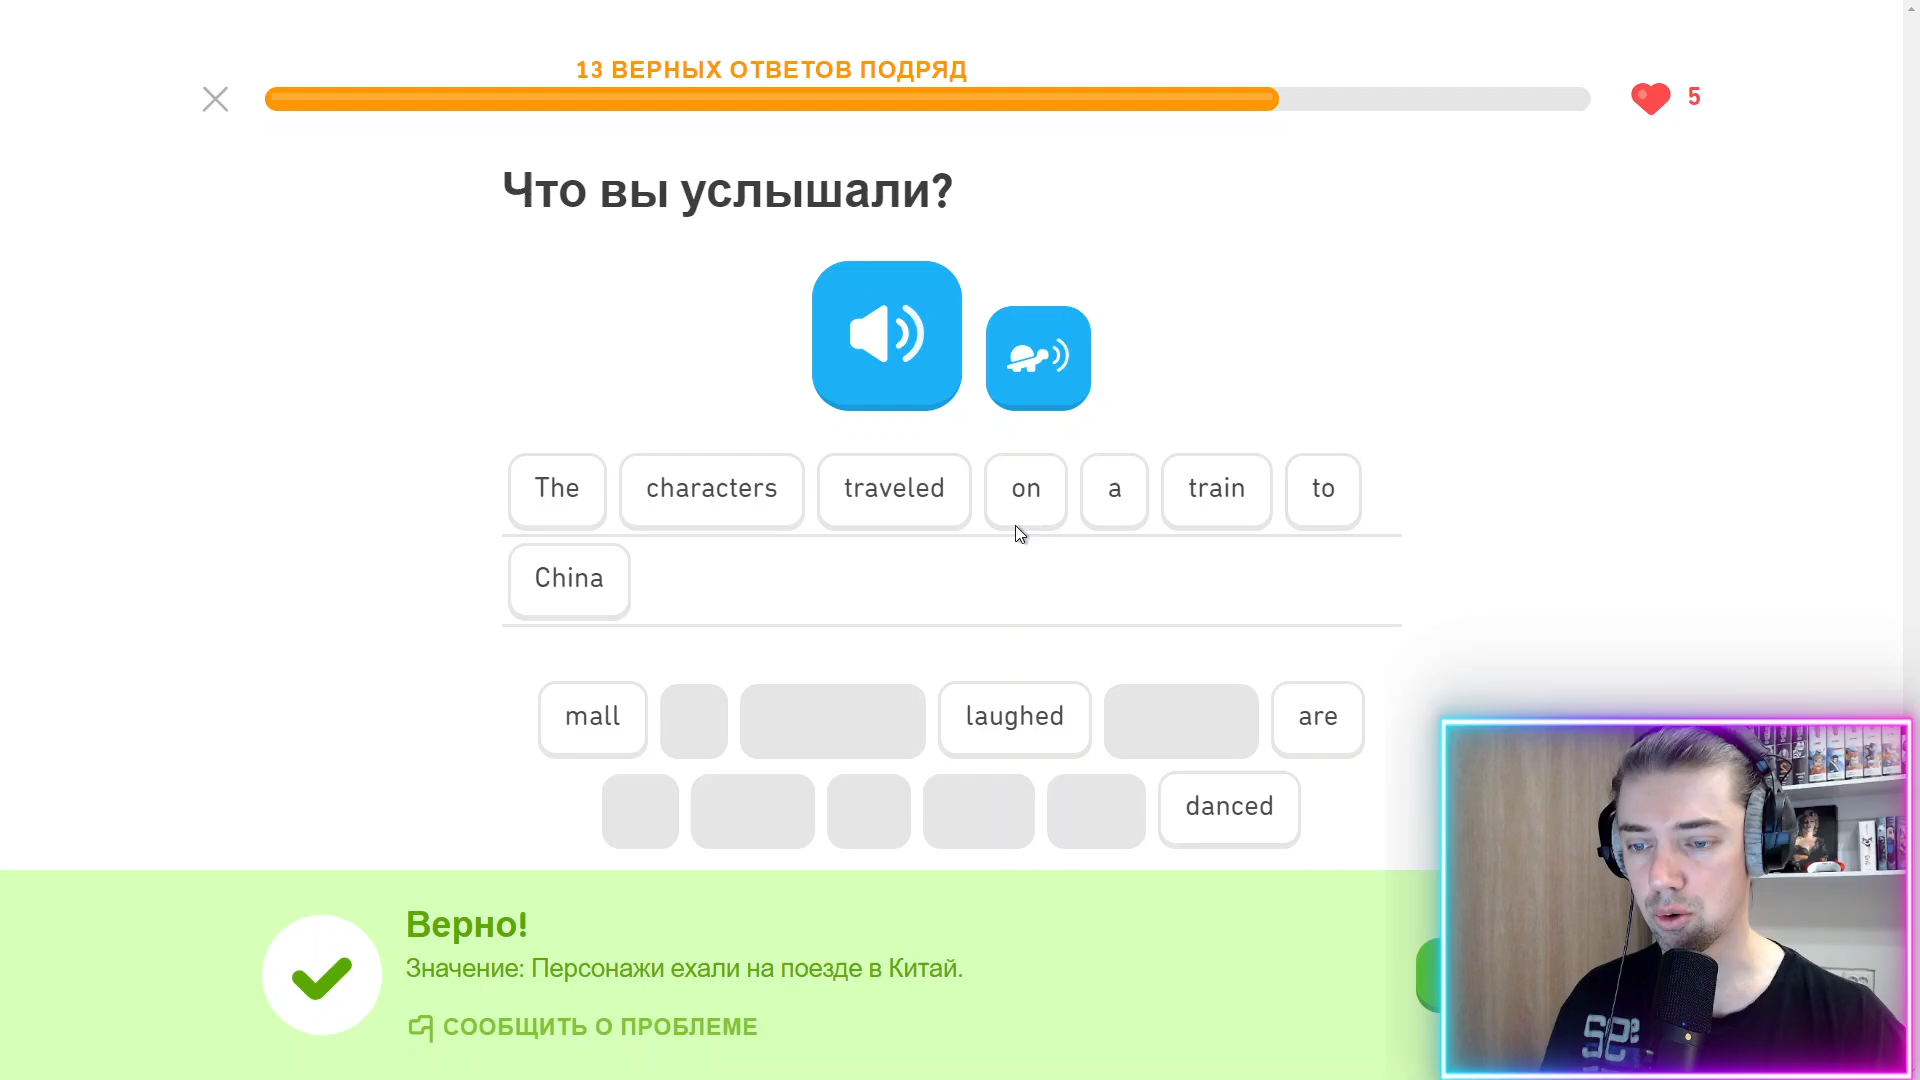 13 ВЕРНЫХ ОТВЕТОВ ПОДРЯД
5
Что вы услышали?
The characters traveled on a train to
China
mall laughed are
danced
Верно!
Значение: Персонажи ехали на поезде в Китай.
СООБЩИТЬ О ПРОБЛЕМЕ